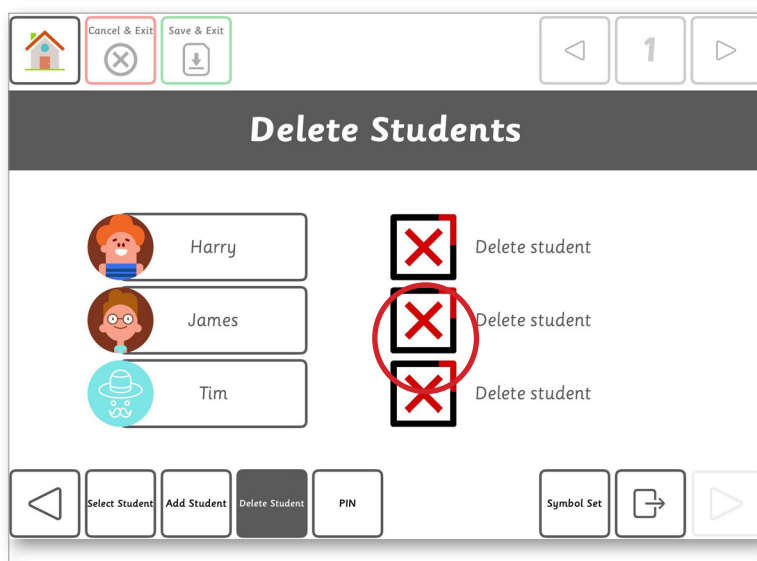 Cancel & Exit
Save & Exit
1
Delete Students
Harry
Delete student
James
Delete student
Tim
Delete student
Select Student
Add Student
Delete Student
PIN
Symbol Set